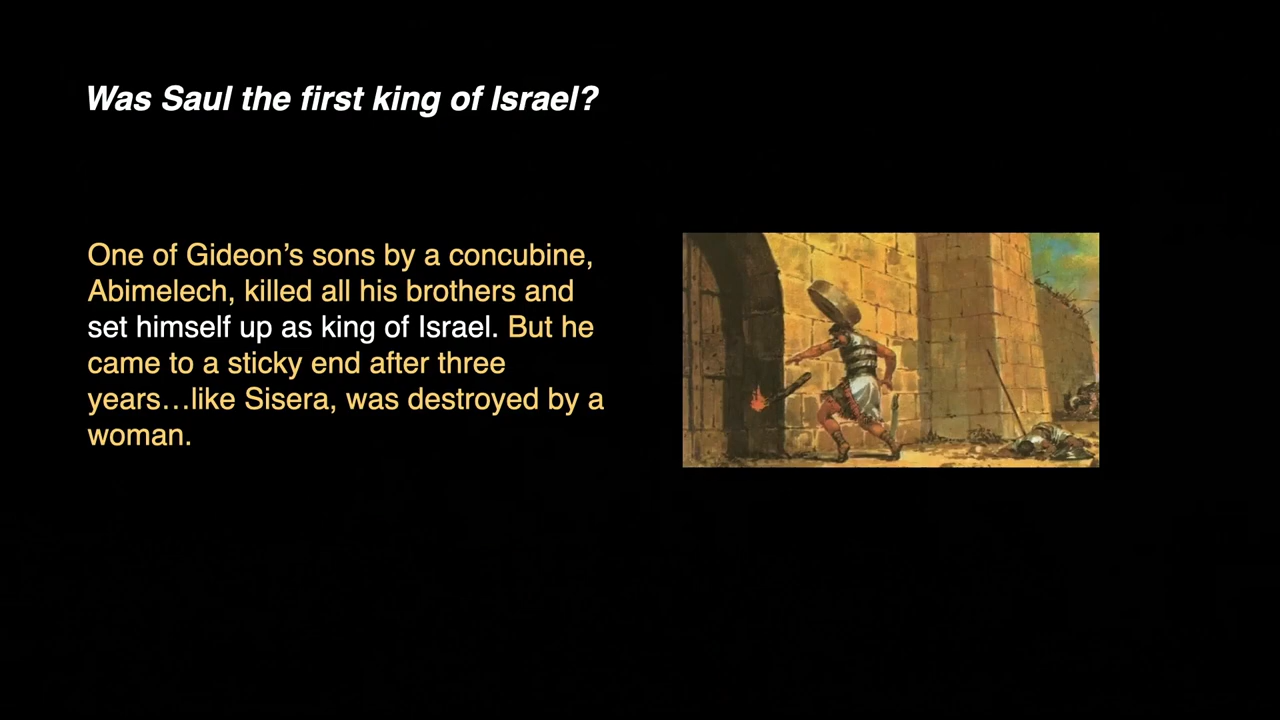 Was Saul the first king of Israel?
One of Gideon’s sons by a concubine,
Abimelech, killed all his brothers and
set himself up as king of Israel. But he
came to a sticky end after three
years…like Sisera, was destroyed by a
woman.